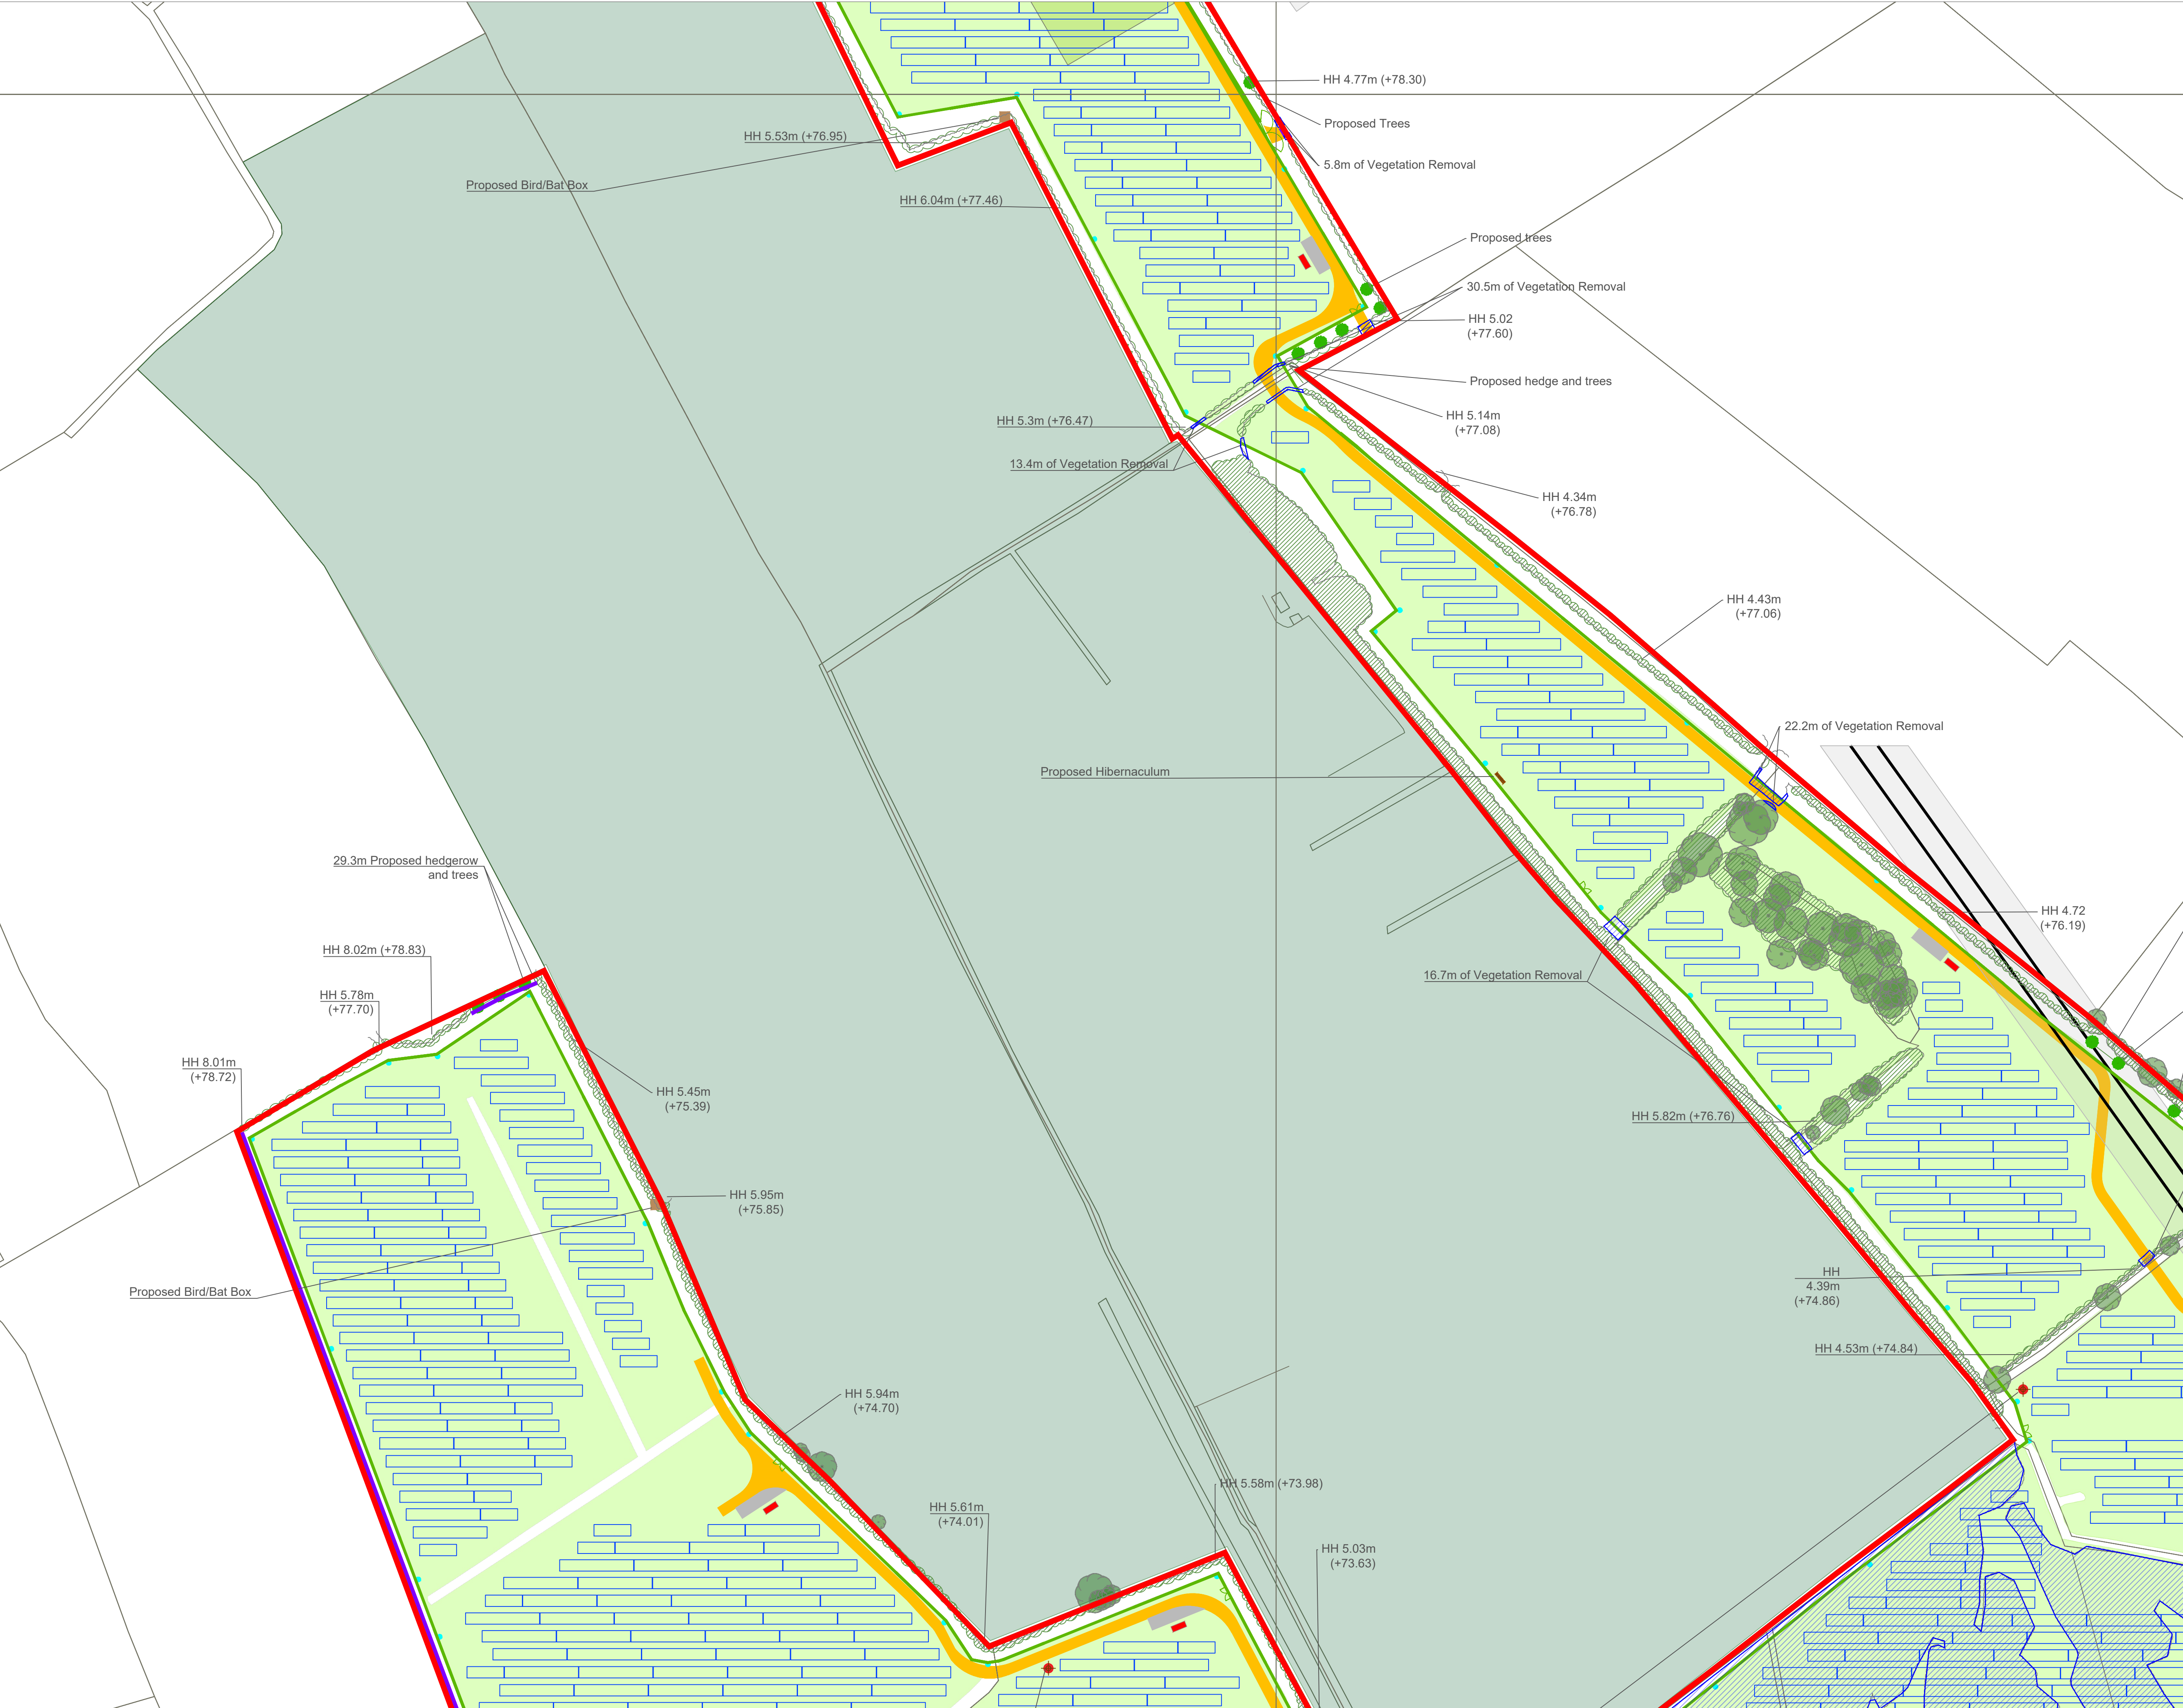 HH 4.77m (+78.30)
Proposed Trees
HH 5.53m (+76.95)
5.8m of Vegetation Removal
Proposed Bird/Bat Box
HH 6.04m (+77.46)
Proposed trees
30.5m of Vegetation Removal
HH 5.02
(+77.60)
Proposed hedge and trees
HH 5.14m
(+77.08)
HH 5.3m (+76.47)
13.4m of Vegetation Removal
HH 4.34m
(+76.78)
HH 4.43m
(+77.06)
22.2m of Vegetation Removal
Proposed Hibernaculum
29.3m Proposed hedgerow
and trees
HH 4.72
(+76.19)
HH 8.02m (+78.83)
16.7m of Vegetation Removal
HH 5.78m
(+77.70)
HH 8.01m
(+78.72)
HH 5.45m
(+75.39)
HH 5.82m (+76.76)
HH 5.95m
(+75.85)
HH
4.39m
(+74.86)
Proposed Bird/Bat Box
HH 4.53m (+74.84)
HH 5.94m
(+74.70)
HH 5.58m (+73.98)
HH 5.61m
(+74.01)
HH 5.03m
(+73.63)